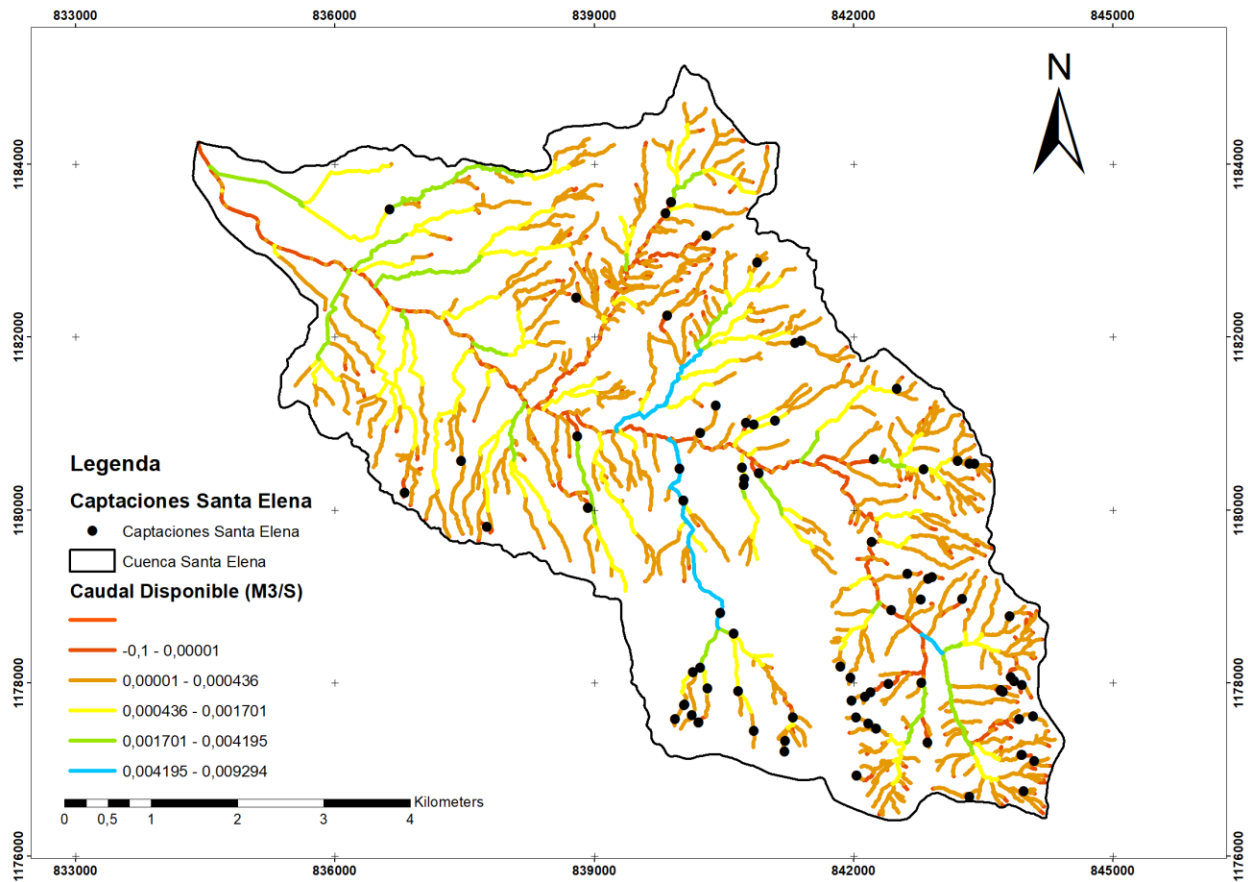 833000 836000 839000 842000 845000
N
1184000 1184000
1182000 1182000
1180000 1180000
1178000 1178000
1176000 1176000
Legenda
Captaciones Santa Elena
Captaciones Santa Elena
Cuenca Santa Elena
Caudal Disponible (M3/S)
-0,1 - 0,00001
0,00001 - 0,000436
0,000436 - 0,001701
0,001701 - 0,004195
0,004195 - 0,009294
Kilometers
0 0,5 1 2 3 4
833000 836000 839000 842000 845000